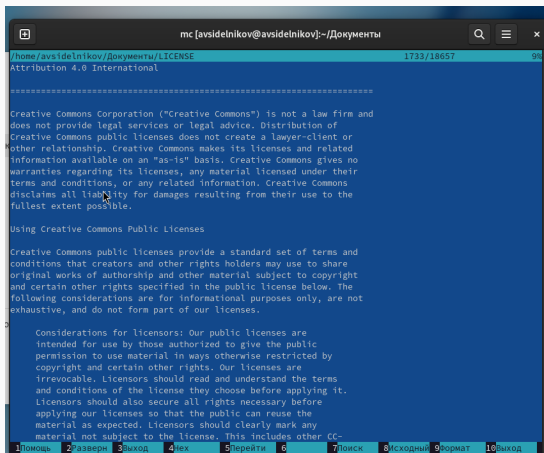 mc [avsidelnikov@avsidelnikov]:~/Документы
/home/avsidelnikov/Документы/LICENSE 1733/18657 9%
Attribution 4.0 International
=======================================================================
Creative Commons Corporation ("Creative Commons") is not a law firm and
does not provide legal services or legal advice. Distribution of
Creative Commons public licenses does not create a lawyer-client or
other relationship. Creative Commons makes its licenses and related
information available on an "as-is" basis. Creative Commons gives no
warranties regarding its licenses, any material licensed under their
terms and conditions, or any related information. Creative Commons
disclaims all liability for damages resulting from their use to the
fullest extent possible.
Using Creative Commons Public Licenses
Creative Commons public licenses provide a standard set of terms and
conditions that creators and other rights holders may use to share
original works of authorship and other material subject to copyright
and certain other rights specified in the public license below. The
following considerations are for informational purposes only, are not
exhaustive, and do not form part of our licenses.
Considerations for licensors: Our public licenses are
intended for use by those authorized to give the public
permission to use material in ways otherwise restricted by
copyright and certain other rights. Our licenses are
irrevocable. Licensors should read and understand the terms
and conditions of the license they choose before applying it.
Licensors should also secure all rights necessary before
applying our licenses so that the public can reuse the
material as expected. Licensors should clearly mark any
material not subject to the license. This includes other CC-
1Помощь 2Разверн 3Выход 4Hex 5Перейти 6 7Поиск 8Исходный 9Формат 10Выход